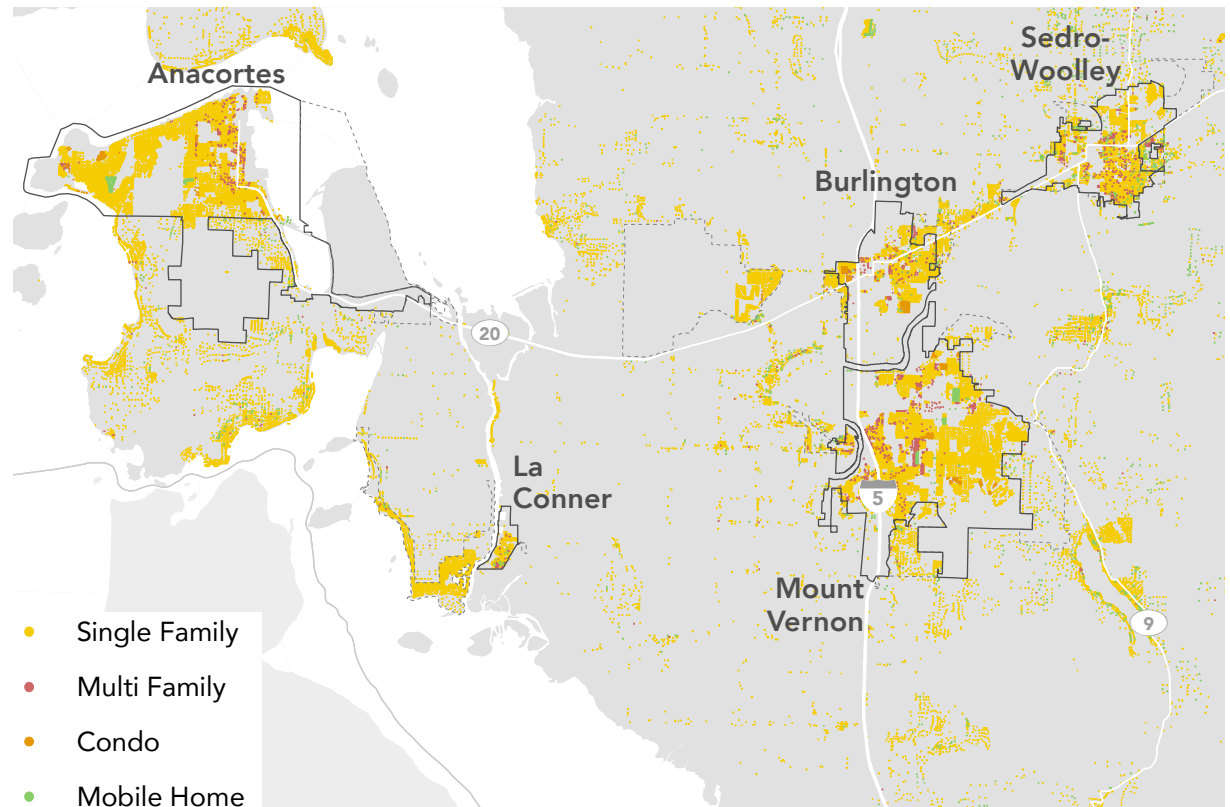 Sedro-
Woolley
Anacortes
Burlington
20
La
Conner
5
Mount
Vernon
9
Single Family
Multi Family
Condo
Mobile Home